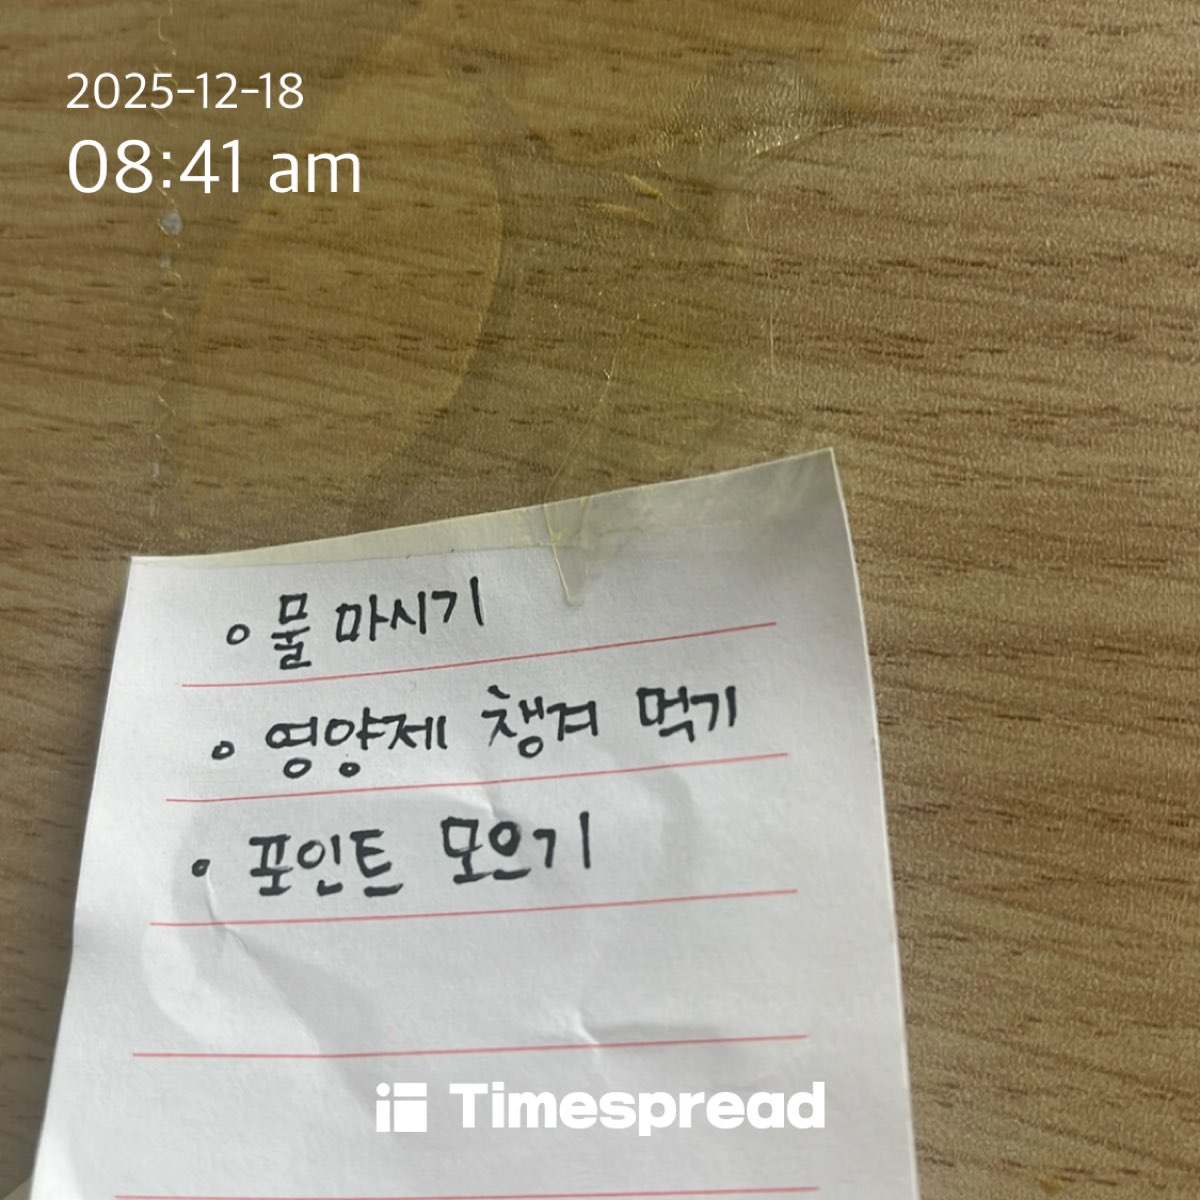 2025-12-18
08:41 am
∘ 물 마시기
∘ 영양제 챙겨 먹기
∘ 포인트 모으기
Timespread